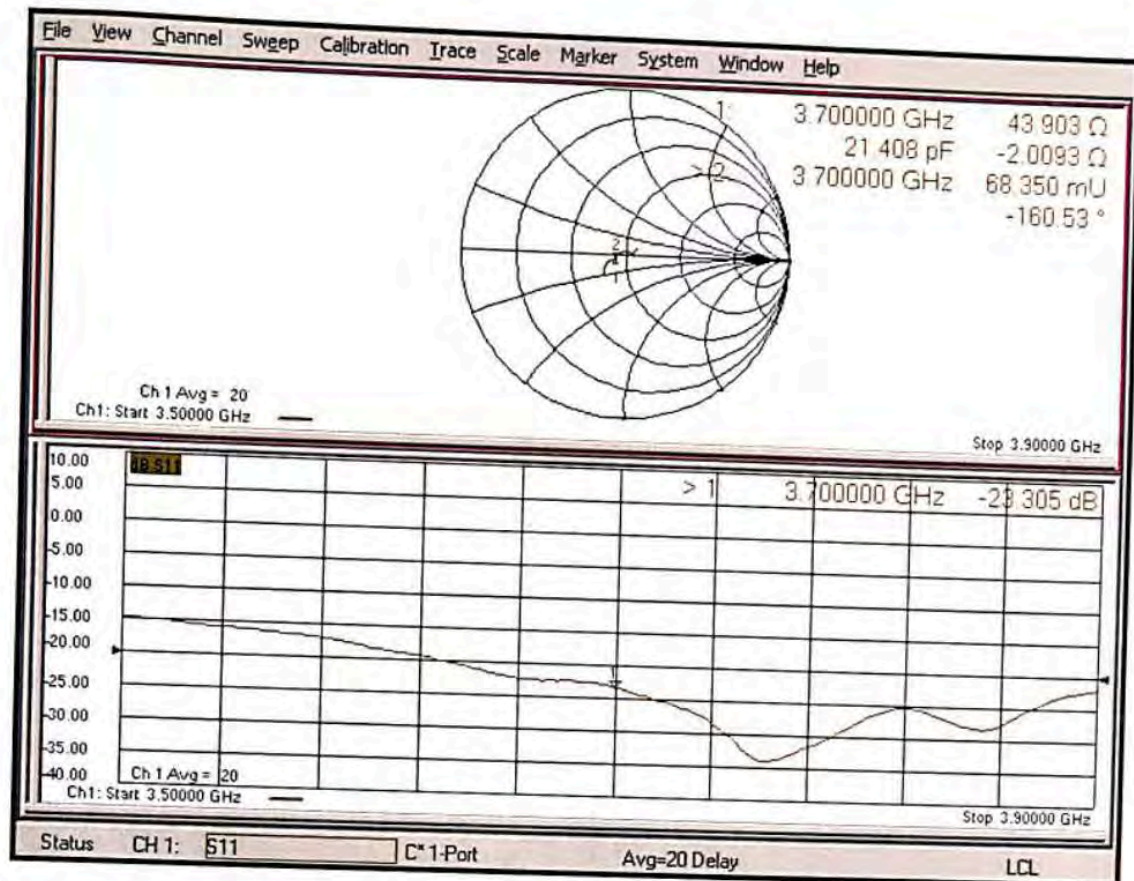 File View Channel Sweep Calibration Trace Scale Marker System Window Help
1: 3.700000 GHz 43.903 Ω
21.408 pF -2.0093 Ω
> 2: 3.700000 GHz 68.350 mU
-160.53 °
2
1
Ch 1 Avg = 20
Ch1: Start 3.50000 GHz
Stop 3.90000 GHz
10.00
dB S11
> 1: 3.700000 GHz -23.305 dB
5.00
0.00
-5.00
-10.00
-15.00
-20.00
-25.00
-30.00
-35.00
-40.00
1
Ch 1 Avg = 20
Ch1: Start 3.50000 GHz
Stop 3.90000 GHz
Status CH 1: S11 C* 1-Port Avg=20 Delay LCL